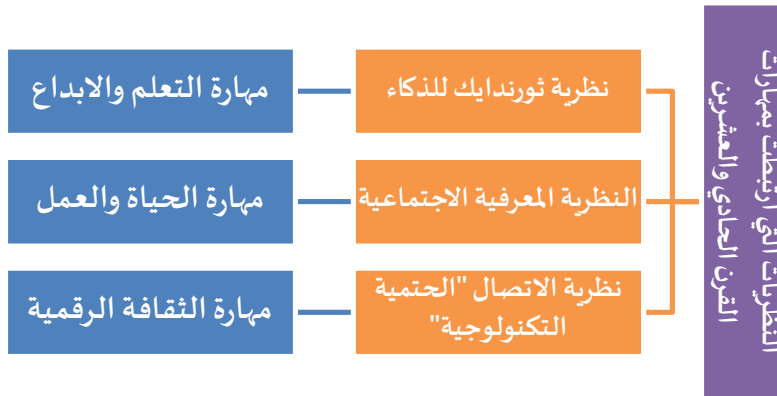 النظريات التي ارتبطت بمهارات
القرن الحادي والعشرين
نظرية ثورندايك للذكاء
مهارة التعلم والابداع
النظرية المعرفية الاجتماعية
مهارة الحياة والعمل
نظرية الاتصال "الحتمية
التكنولوجية"
مهارة الثقافة الرقمية